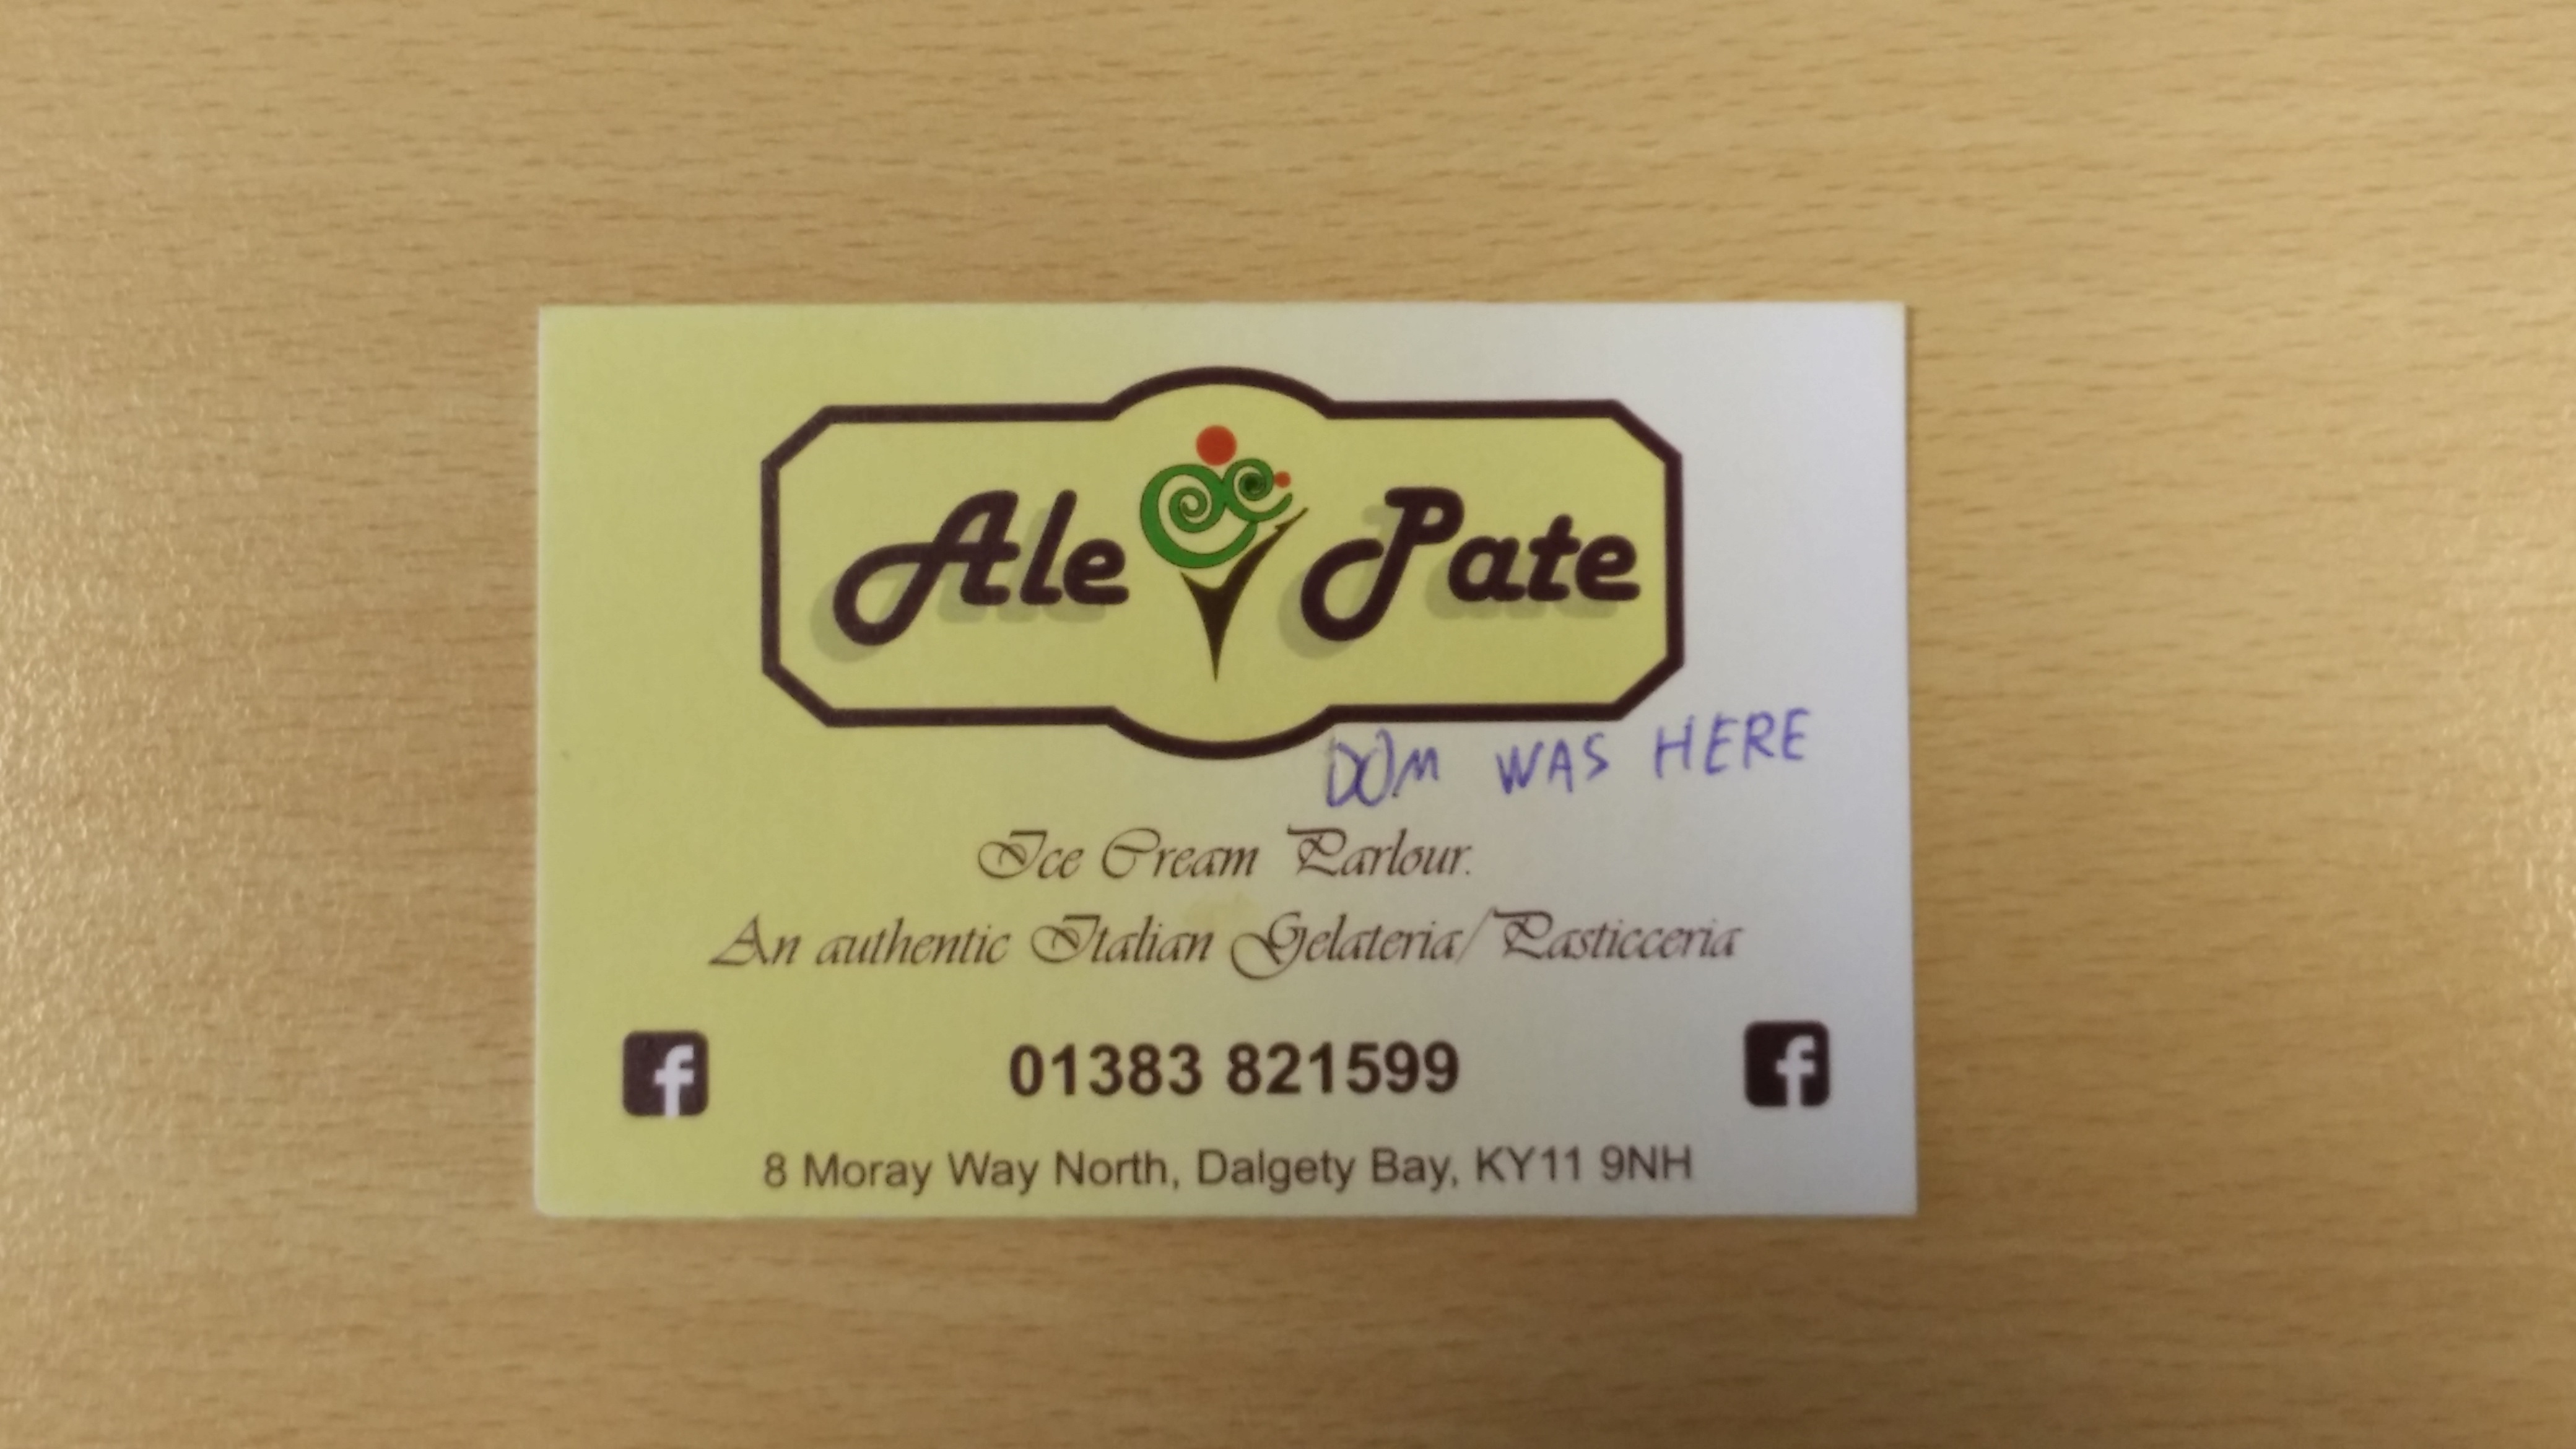 Ale Pate
DOM WAS HERE
Ice Cream Parlour.
An authentic Italian Gelateria/Pasticceria
f 01383 821599 f
8 Moray Way North, Dalgety Bay, KY11 9NH